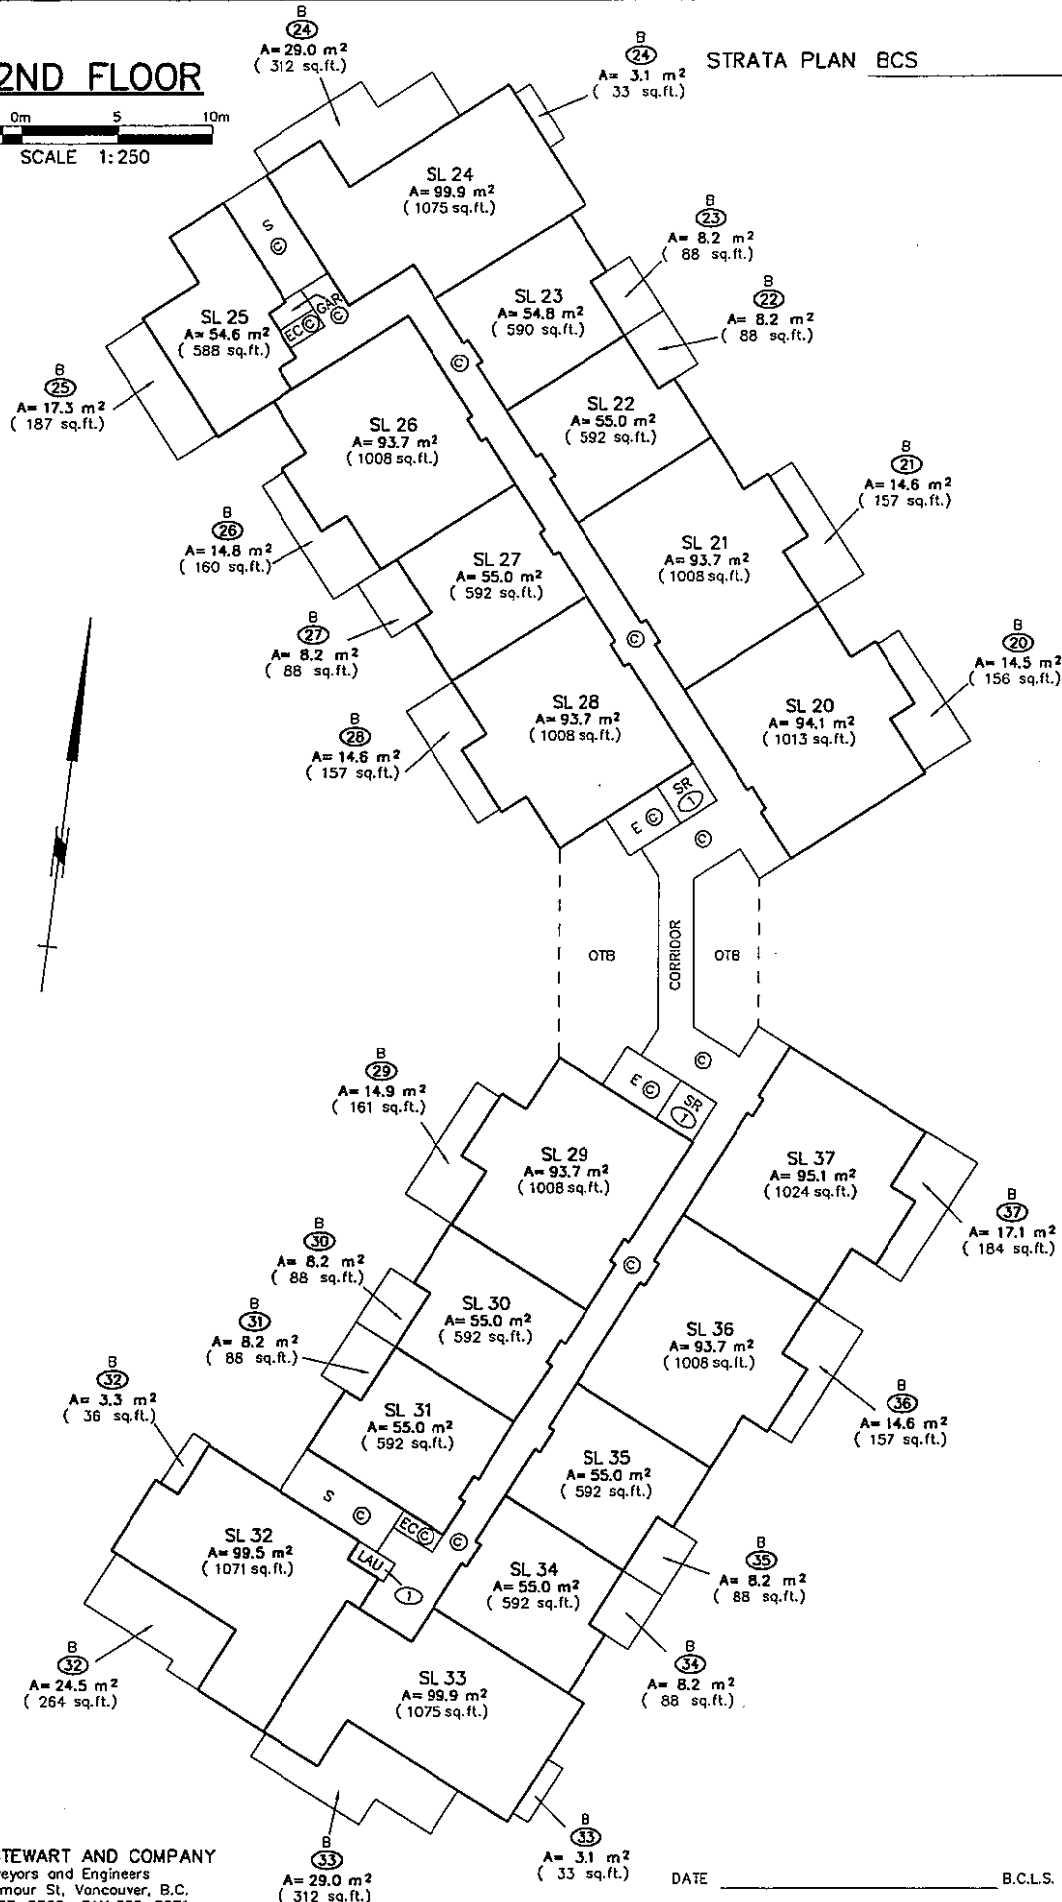 2ND FLOOR
0m 5 10m
SCALE 1:250
STRATA PLAN BCS
B
24
A= 29.0 m²
( 312 sq.ft.)
B
24
A= 3.1 m²
( 33 sq.ft.)
SL 24
A= 99.9 m²
( 1075 sq.ft.)
B
23
A= 8.2 m²
( 88 sq.ft.)
S
C
SL 23
A= 54.8 m²
( 590 sq.ft.)
B
22
A= 8.2 m²
( 88 sq.ft.)
GAR
C
EC C
SL 25
A= 54.6 m²
( 588 sq.ft.)
C
B
25
A= 17.3 m²
( 187 sq.ft.)
SL 22
A= 55.0 m²
( 592 sq.ft.)
SL 26
A= 93.7 m²
( 1008 sq.ft.)
B
21
A= 14.6 m²
( 157 sq.ft.)
B
26
A= 14.8 m²
( 160 sq.ft.)
SL 21
A= 93.7 m²
( 1008 sq.ft.)
SL 27
A= 55.0 m²
( 592 sq.ft.)
B
27
A= 8.2 m²
( 88 sq.ft.)
C
B
20
A= 14.5 m²
( 156 sq.ft.)
SL 28
A= 93.7 m²
( 1008 sq.ft.)
SL 20
A= 94.1 m²
( 1013 sq.ft.)
B
28
A= 14.6 m²
( 157 sq.ft.)
SR
1
E C
C
OTB
CORRIDOR
OTB
C
E C
SR
1
B
29
A= 14.9 m²
( 161 sq.ft.)
SL 29
A= 93.7 m²
( 1008 sq.ft.)
SL 37
A= 95.1 m²
( 1024 sq.ft.)
B
37
A= 17.1 m²
( 184 sq.ft.)
B
30
A= 8.2 m²
( 88 sq.ft.)
C
B
31
A= 8.2 m²
( 88 sq.ft.)
SL 30
A= 55.0 m²
( 592 sq.ft.)
SL 36
A= 93.7 m²
( 1008 sq.ft.)
B
32
A= 3.3 m²
( 36 sq.ft.)
B
36
A= 14.6 m²
( 157 sq.ft.)
SL 31
A= 55.0 m²
( 592 sq.ft.)
SL 35
A= 55.0 m²
( 592 sq.ft.)
S
C
EC C
C
SL 32
A= 99.5 m²
( 1071 sq.ft.)
LAU
1
B
35
A= 8.2 m²
( 88 sq.ft.)
SL 34
A= 55.0 m²
( 592 sq.ft.)
B
32
A= 24.5 m²
( 264 sq.ft.)
B
34
A= 8.2 m²
( 88 sq.ft.)
SL 33
A= 99.9 m²
( 1075 sq.ft.)
B
33
A= 29.0 m²
( 312 sq.ft.)
B
33
A= 3.1 m²
( 33 sq.ft.)
STEWART AND COMPANY
veyors and Engineers
mour St, Vancouver, B.C.
DATE B.C.L.S.